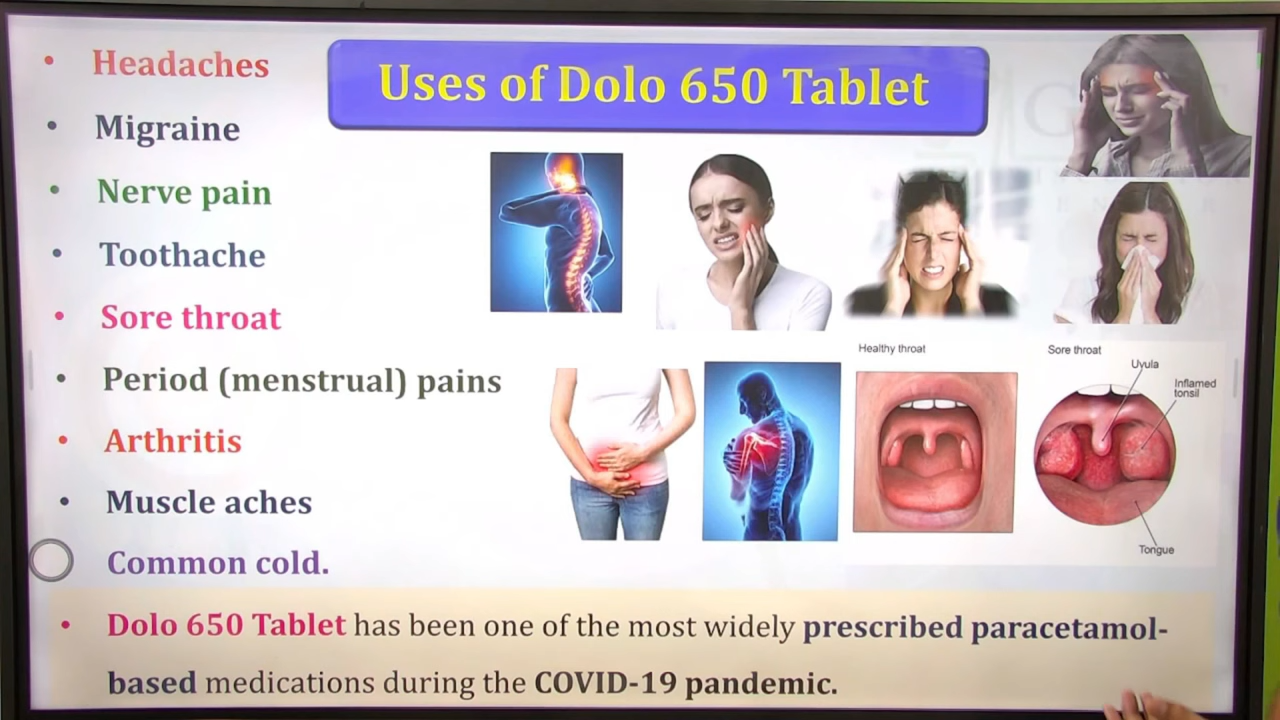 Uses of Dolo 650 Tablet
Headaches
Migraine
Nerve pain
Toothache
Sore throat
Period (menstrual) pains
Arthritis
Muscle aches
Common cold.
Healthy throat
Sore throat
Uvula
Inflamed
tonsil
Tongue
Dolo 650 Tablet has been one of the most widely prescribed paracetamol-
based medications during the COVID-19 pandemic.